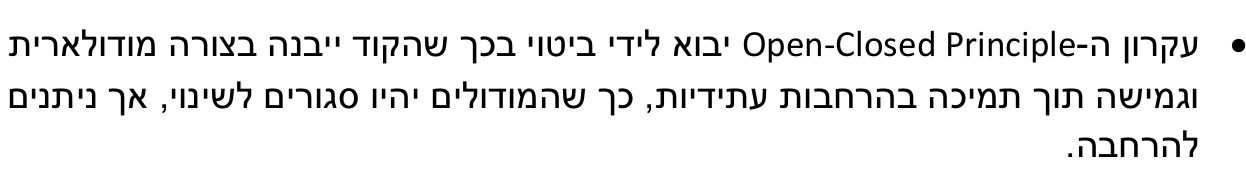 • עקרון ה-Open-Closed Principle יבוא לידי ביטוי בכך שהקוד ייבנה בצורה מודולארית
וגמישה תוך תמיכה בהרחבות עתידיות, כך שהמודולים יהיו סגורים לשינוי, אך ניתנים
להרחבה.